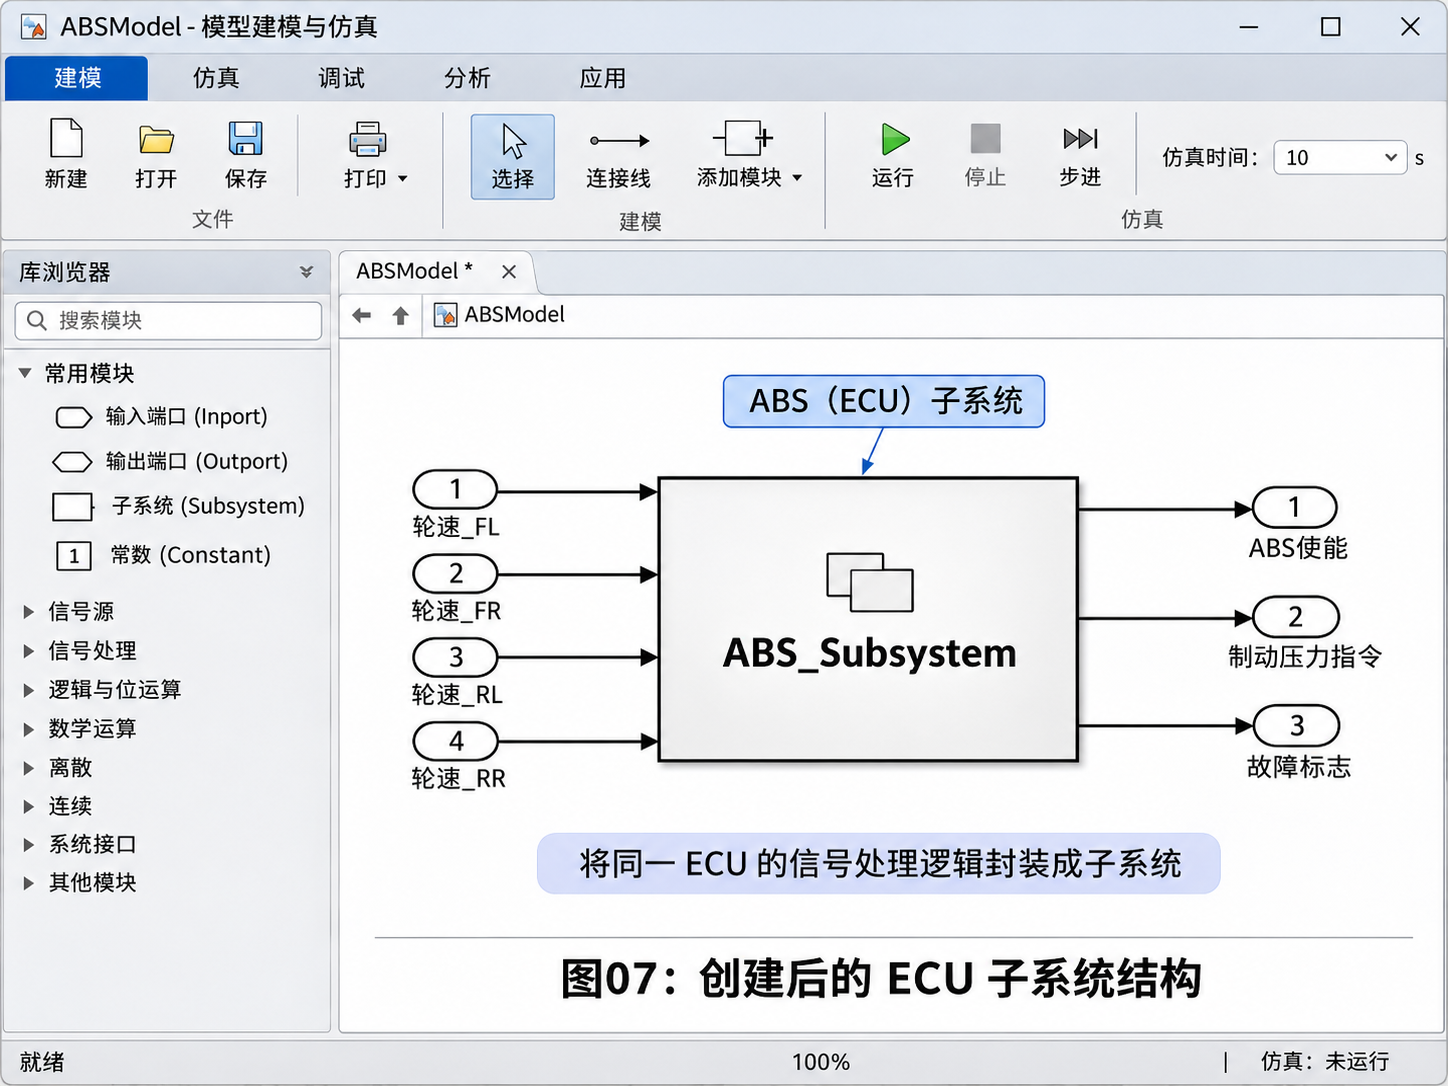 ABSModel - 模型建模与仿真
建模 仿真 调试 分析 应用
新建 打开 保存 打印 选择 连接线 添加模块 运行 停止 步进 仿真时间： 10 s
文件 建模 仿真
库浏览器
搜索模块
常用模块
输入端口 (Inport)
输出端口 (Outport)
子系统 (Subsystem)
1 常数 (Constant)
信号源
信号处理
逻辑与位运算
数学运算
离散
连续
系统接口
其他模块
ABSModel *
ABSModel
ABS（ECU）子系统
1
轮速_FL
2
轮速_FR
3
轮速_RL
4
轮速_RR
ABS_Subsystem
1
ABS使能
2
制动压力指令
3
故障标志
将同一 ECU 的信号处理逻辑封装成子系统
图07：创建后的 ECU 子系统结构
就绪 100% | 仿真：未运行